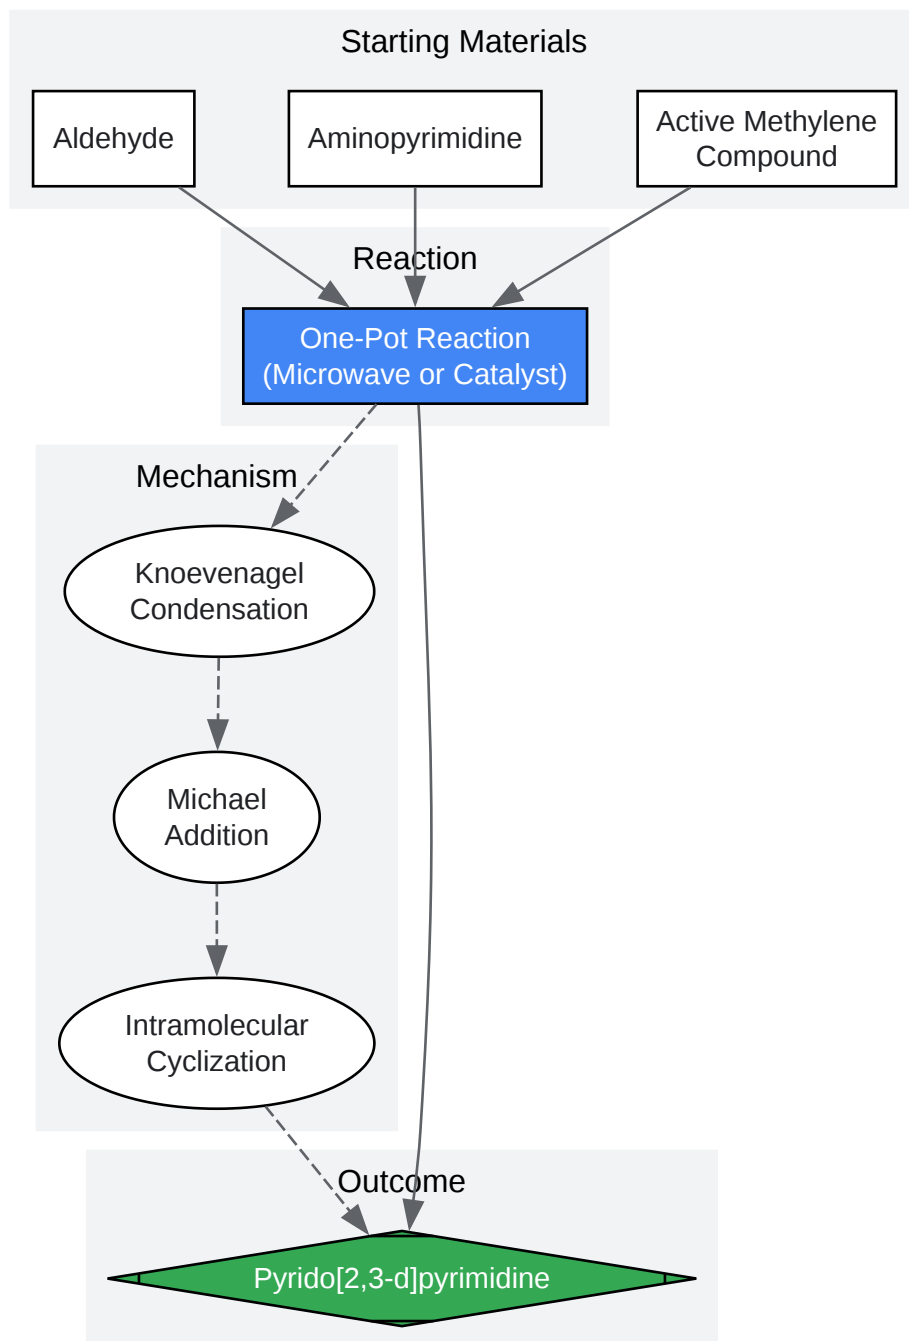 Starting Materials
Aldehyde
Aminopyrimidine
Active Methylene
Compound
Reaction
One-Pot Reaction
(Microwave or Catalyst)
Mechanism
Knoevenagel
Condensation
Michael
Addition
Intramolecular
Cyclization
Outcome
Pyrido[2,3-d]pyrimidine